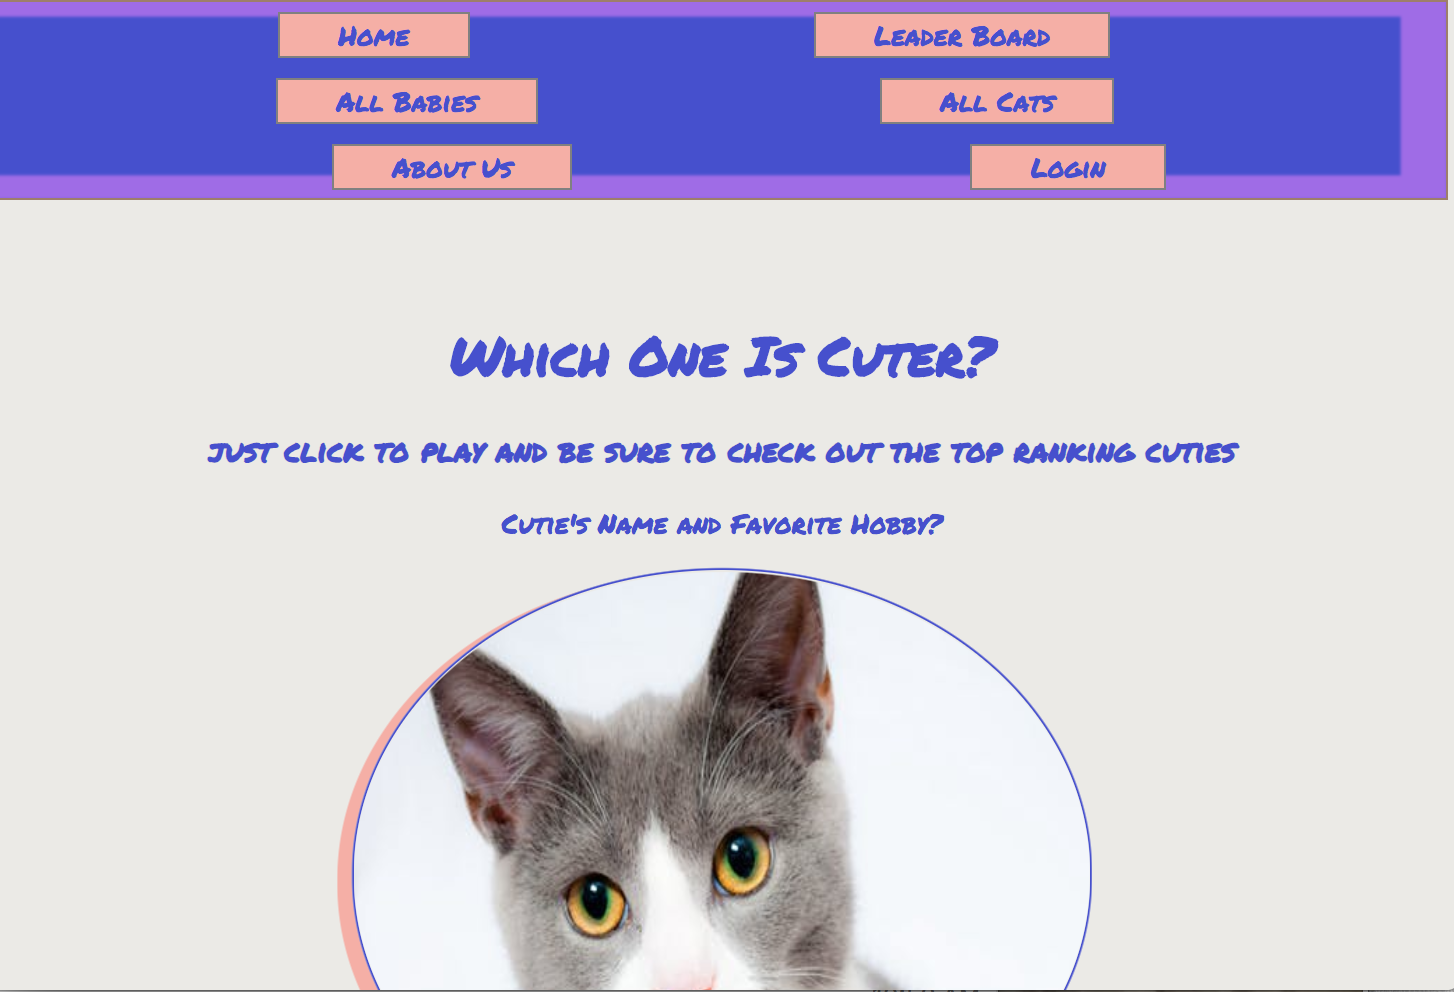 Home
Leader Board
All Babies
All Cats
About Us
Login
Which One Is Cuter?
just click to play and be sure to check out the top ranking cuties
Cutie's Name and Favorite Hobby?